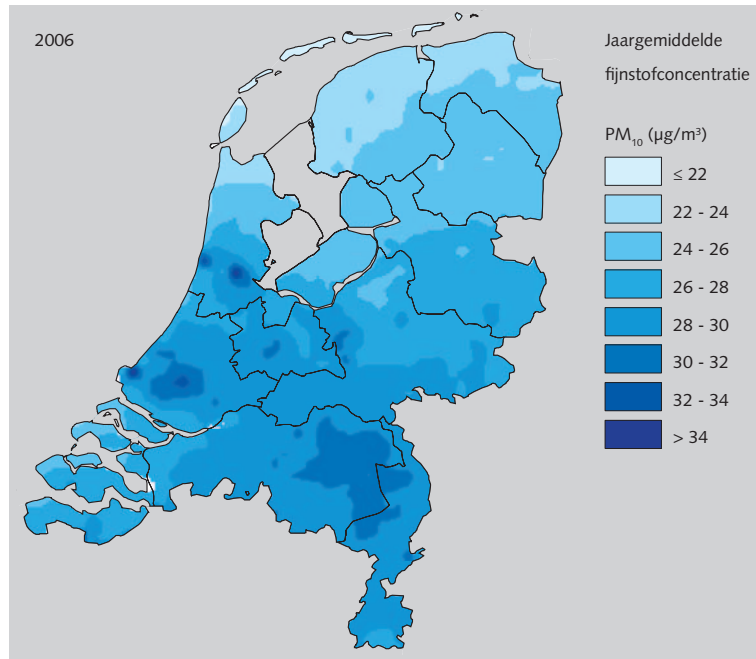 2006
Jaargemiddelde
fijnstofconcentratie
PM₁₀ (µg/m³)
≤ 22
22 - 24
24 - 26
26 - 28
28 - 30
30 - 32
32 - 34
> 34